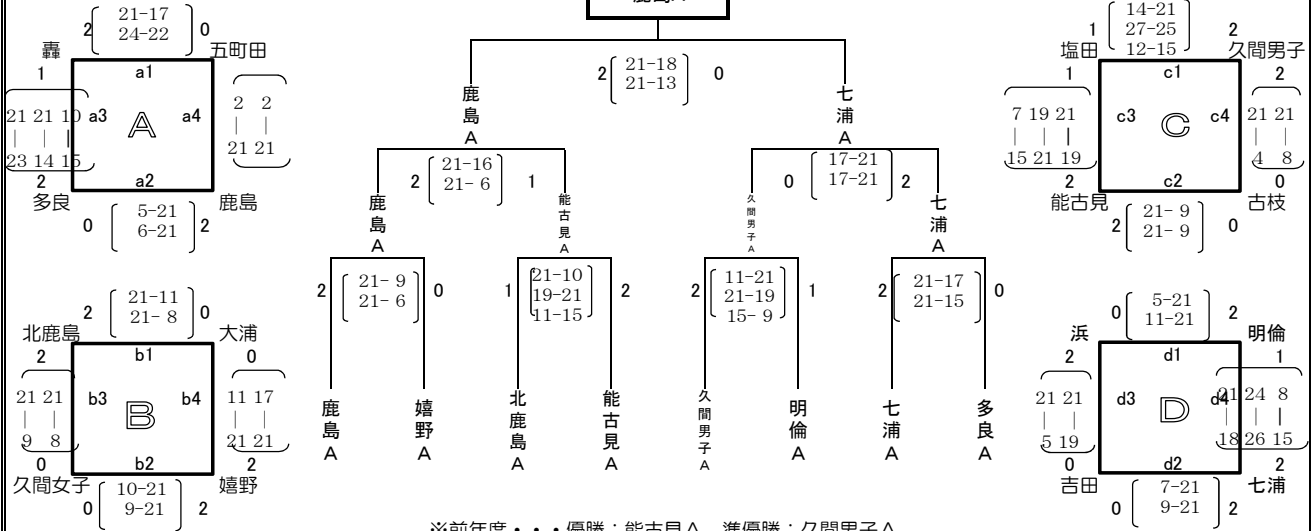 鹿島A
2 21-17 0
24-22
轟 五町田
1
a1
21 21 10 a3 A a4 2 2
| | | | |
23 14 15 21 21
2
a2
多良 鹿島
0 5-21 2
6-21
2 21-11 0
21- 8
北鹿島 大浦
2 0
b1
21 21 b3 B b4 11 17
| | | |
9 8 21 21
0 2
b2
久間女子 嬉野
0 10-21 2
9-21
2 21-18 0
21-13
鹿島A 七浦A
2 21-16 1
21- 6
0 17-21 2
17-21
鹿島A 能古見A 久間男子A 七浦A
2 21- 9 0
21- 6
1 21-10 2
19-21
11-15
2 11-21 1
21-19
15- 9
2 21-17 0
21-15
鹿島A 嬉野A 北鹿島A 能古見A 久間男子A 明倫A 七浦A 多良A
14-21
1 27-25 2
12-15
塩田 久間男子
1 2
c1
7 19 21 c3 C c4 21 21
| | | | |
15 21 19 4 8
2 0
c2
能古見 古枝
2 21- 9 0
21- 9
0 5-21 2
11-21
浜 明倫
2 1
d1
21 21 d3 D d4 21 24 8
| | | | |
5 19 18 26 15
0 2
d2
吉田 七浦
0 7-21 2
9-21
※前年度・・・優勝：能古見A 準優勝：久間男子A